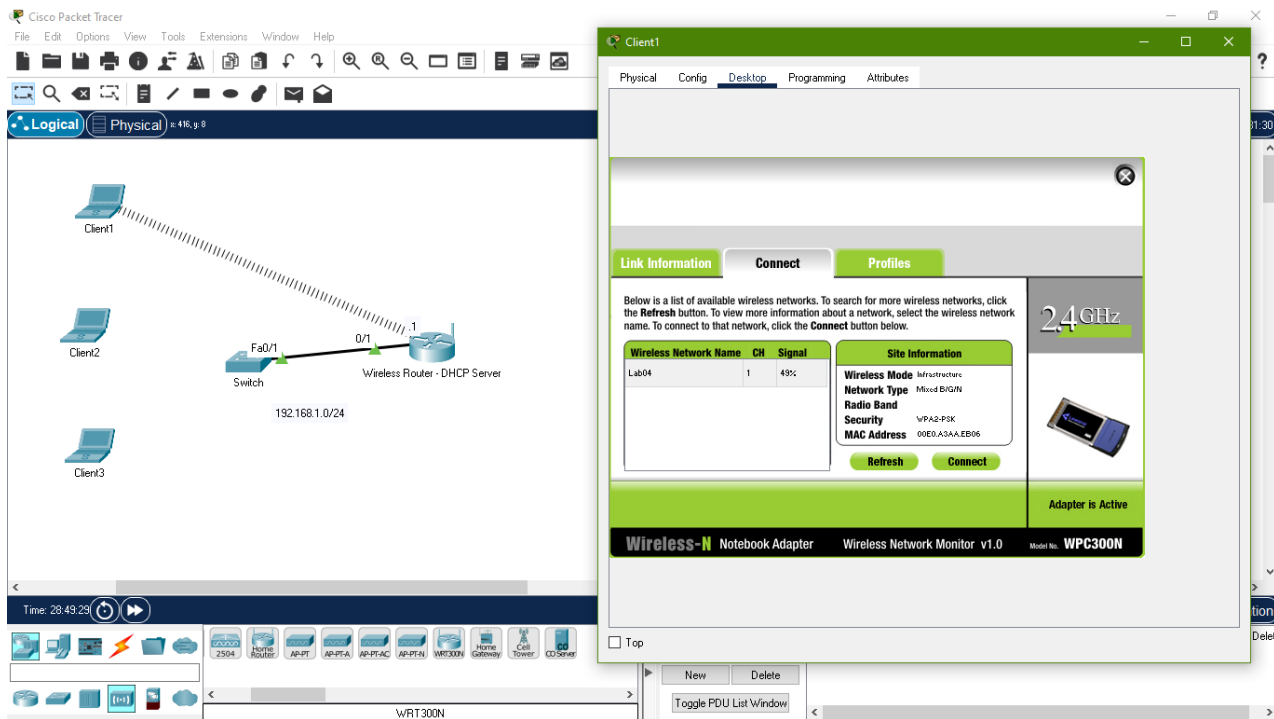 Cisco Packet Tracer
File Edit Options View Tools Extensions Window Help
Logical
Physical
x: 416, y: 8
Client1
Client2
Client3
Fa0/1
0/1
.1
Switch
Wireless Router - DHCP Server
192.168.1.0/24
Time: 28:49:29
2504
Home Router
AP-PT
AP-PT-A
AP-PT-AC
AP-PT-N
WRT300N
Home Gateway
Cell Tower
CO Server
WRT300N
Client1
Physical Config Desktop Programming Attributes
Link Information Connect Profiles
Below is a list of available wireless networks. To search for more wireless networks, click
the Refresh button. To view more information about a network, select the wireless network
name. To connect to that network, click the Connect button below.
Wireless Network Name CH Signal
Lab04 1 49%
Site Information
Wireless Mode Infrastructure
Network Type Mixed B/G/N
Radio Band
Security WPA2-PSK
MAC Address 00E0.A3AA.EB06
Refresh Connect
2.4GHz
Adapter is Active
Wireless-N Notebook Adapter Wireless Network Monitor v1.0 Model No. WPC300N
Top
New Delete
Toggle PDU List Window
?
31:30
tion
Delet